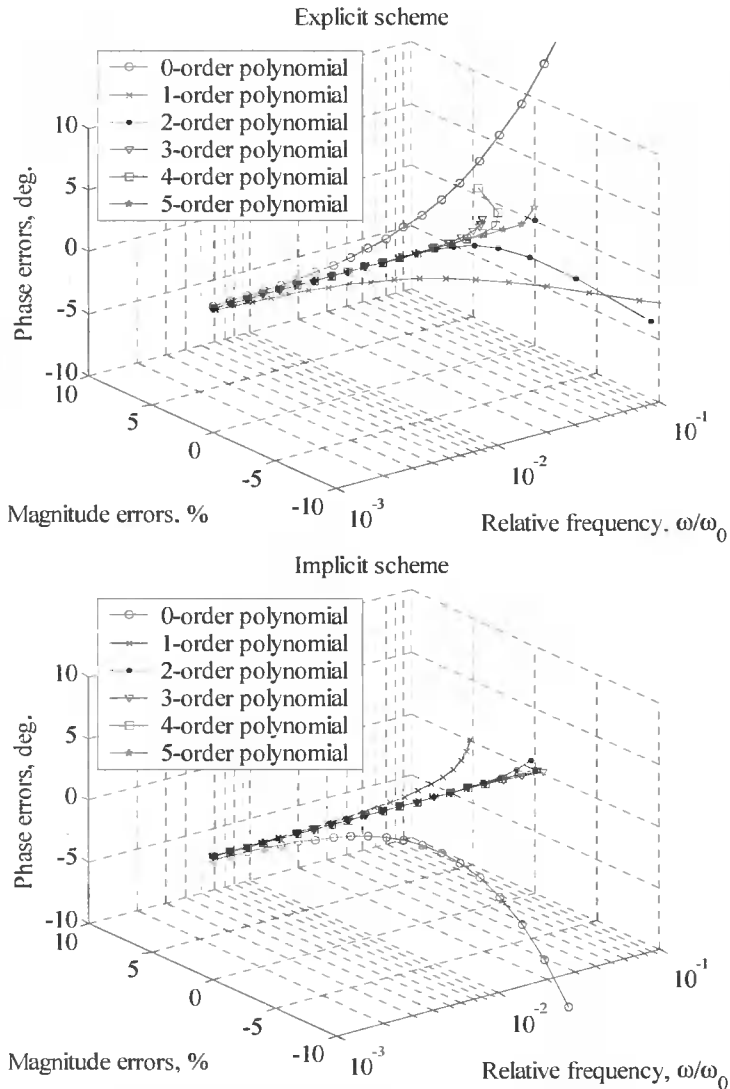 Explicit scheme
0-order polynomial
1-order polynomial
2-order polynomial
3-order polynomial
4-order polynomial
5-order polynomial
Phase errors, deg.
10
5
0
-5
-10
10
5
0
-5
-10
10^-3
10^-2
10^-1
Magnitude errors. %
Relative frequency. ω/ω_0
Implicit scheme
0-order polynomial
1-order polynomial
2-order polynomial
3-order polynomial
4-order polynomial
5-order polynomial
Phase errors, deg.
10
5
0
-5
-10
10
5
0
-5
-10
10^-3
10^-2
10^-1
Magnitude errors, %
Relative frequency, ω/ω_0